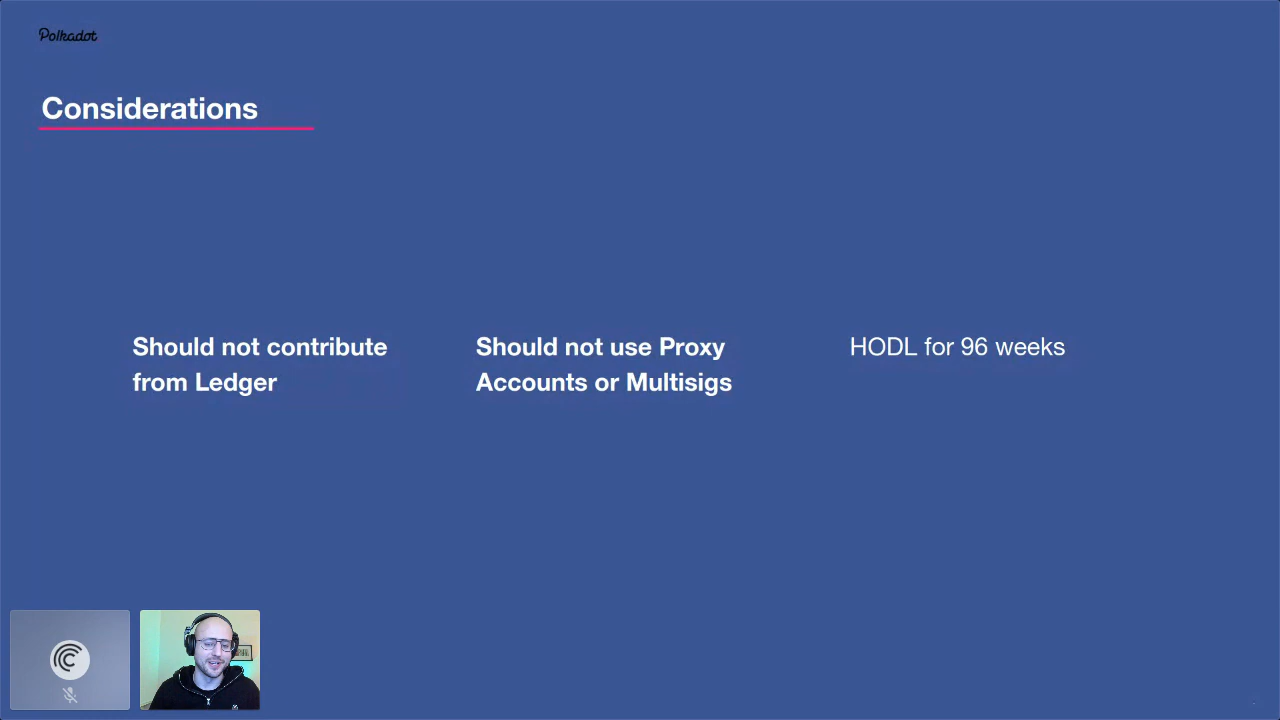 Polkadot
Considerations
Should not contribute
from Ledger
Should not use Proxy
Accounts or Multisigs
HODL for 96 weeks